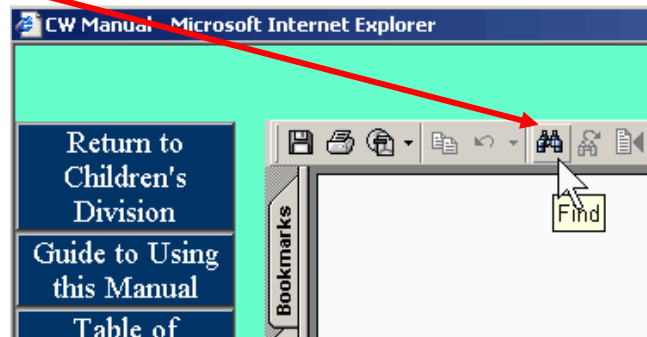 CW Manual - Microsoft Internet Explorer
Return to
Children's
Division
Guide to Using
this Manual
Table of
Bookmarks
Find